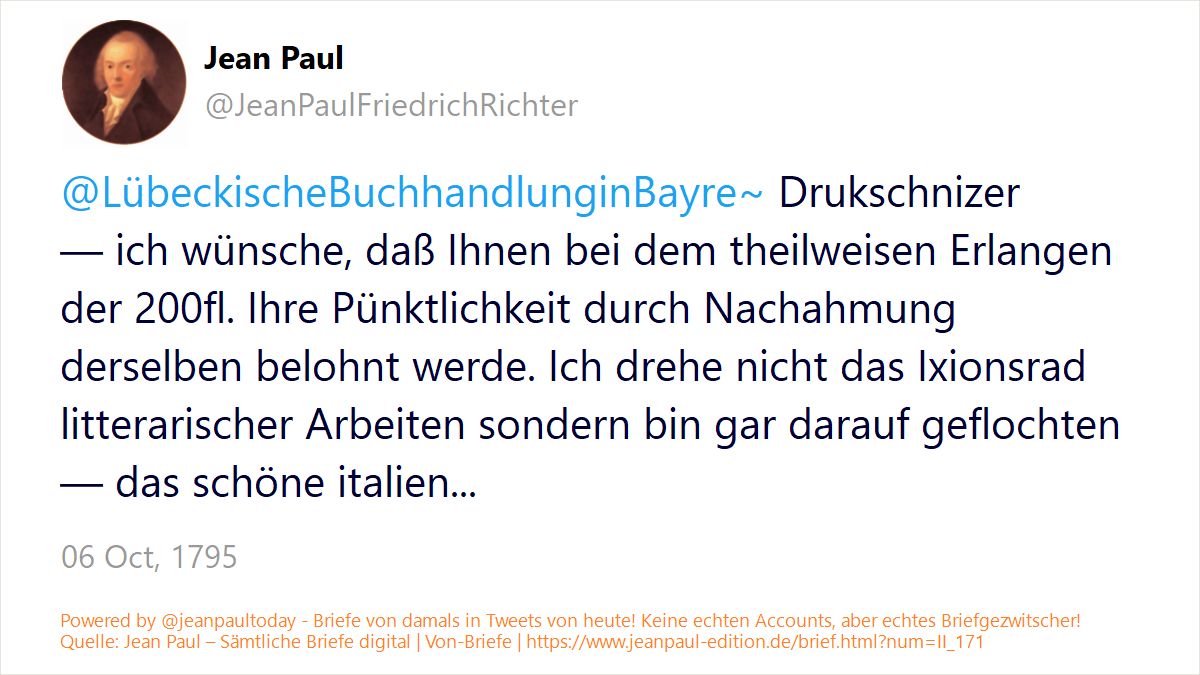 Jean Paul
@JeanPaulFriedrichRichter
@LübeckischeBuchhandlunginBayre~ Drukschnizer
— ich wünsche, daß Ihnen bei dem theilweisen Erlangen
der 200fl. Ihre Pünktlichkeit durch Nachahmung
derselben belohnt werde. Ich drehe nicht das Ixionsrad
litterarischer Arbeiten sondern bin gar darauf geflochten
— das schöne italien...
06 Oct, 1795
Powered by @jeanpaultoday - Briefe von damals in Tweets von heute! Keine echten Accounts, aber echtes Briefgezwitscher!
Quelle: Jean Paul – Sämtliche Briefe digital | Von-Briefe | https://www.jeanpaul-edition.de/brief.html?num=II_171